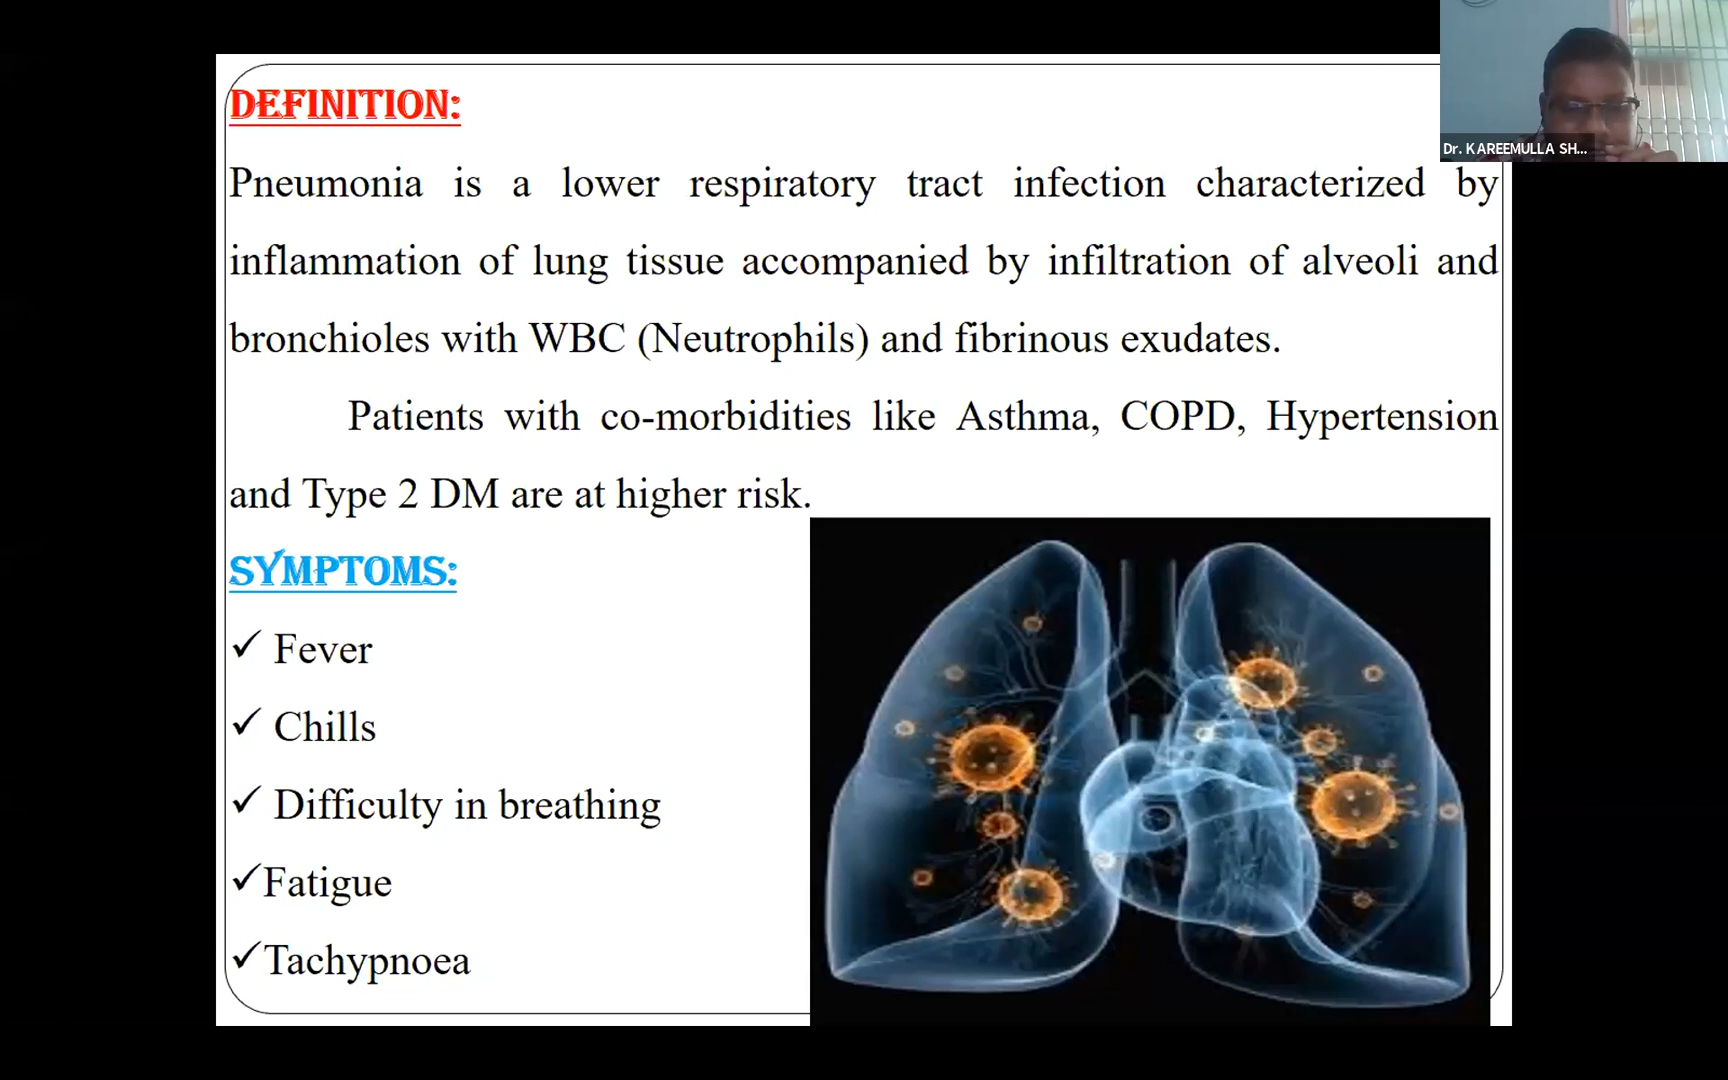 DEFINITION:
Pneumonia is a lower respiratory tract infection characterized by
inflammation of lung tissue accompanied by infiltration of alveoli and
bronchioles with WBC (Neutrophils) and fibrinous exudates.
Patients with co-morbidities like Asthma, COPD, Hypertension
and Type 2 DM are at higher risk.
SYMPTOMS:
✓ Fever
✓ Chills
✓ Difficulty in breathing
✓Fatigue
✓Tachypnoea
Dr. KAREEMULLA SH...